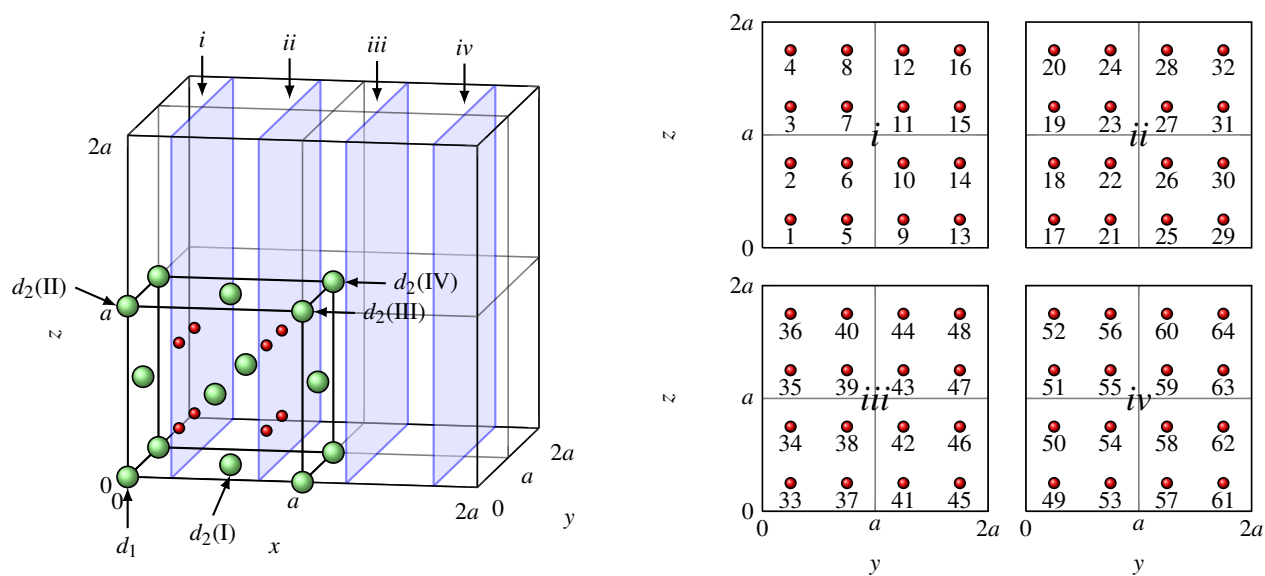 i ii iii iv
2a
d₂(II)
d₂(IV)
a
d₂(III)
z
0
0
a
2a
0
a
2a
d₂(I)
d₁
x
y
2a
4 8 12 16
3 7 11 15
z
a
i
2 6 10 14
1 5 9 13
0
20 24 28 32
19 23 27 31
ii
18 22 26 30
17 21 25 29
2a
36 40 44 48
35 39 43 47
z
a
iii
34 38 42 46
33 37 41 45
0
0 a 2a
y
52 56 60 64
51 55 59 63
iv
50 54 58 62
49 53 57 61
a 2a
y